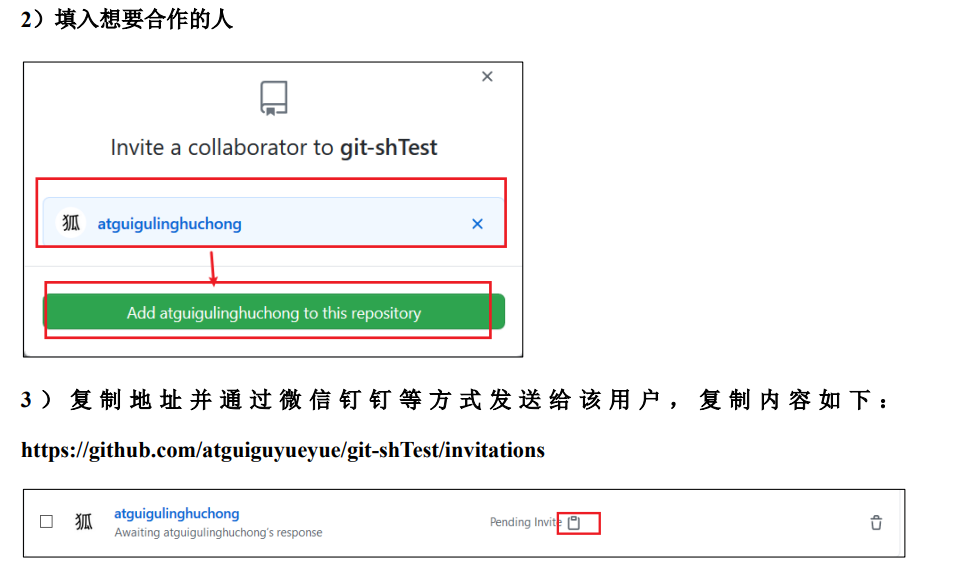 2）填入想要合作的人
Invite a collaborator to git-shTest
狐 atguigulinghuchong
Add atguigulinghuchong to this repository
3）复制地址并通过微信钉钉等方式发送给该用户，复制内容如下：
https://github.com/atguiguyueyue/git-shTest/invitations
狐 atguigulinghuchong
Awaiting atguigulinghuchong's response
Pending Invite